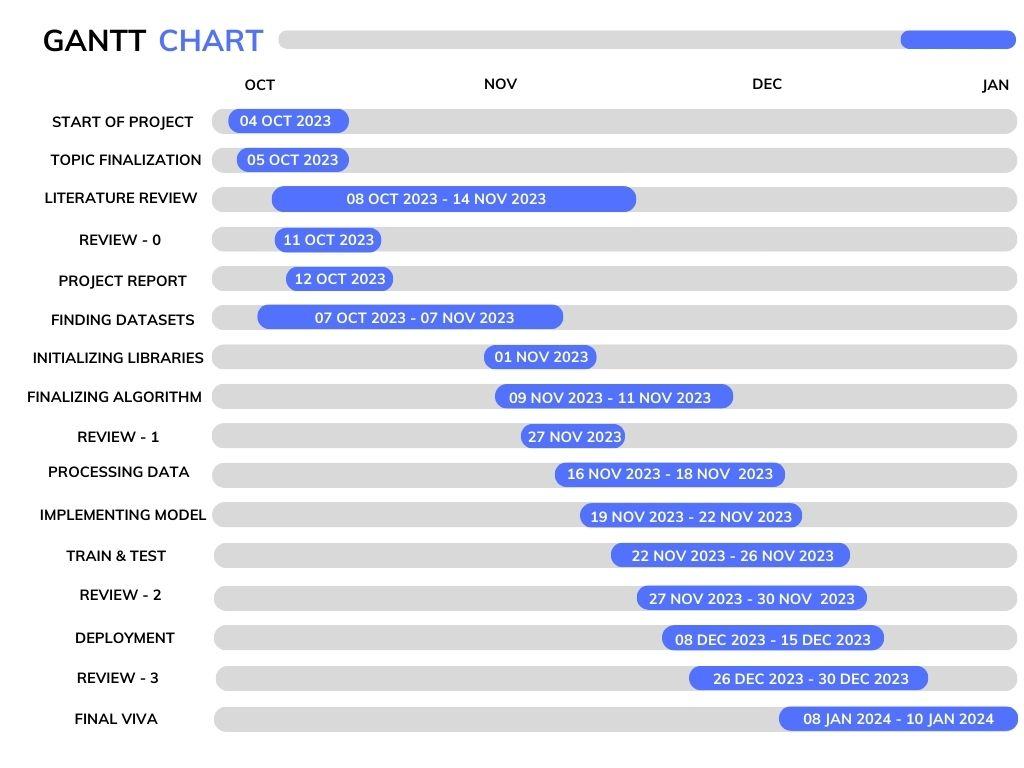 GANTT CHART
OCT NOV DEC JAN
START OF PROJECT 04 OCT 2023
TOPIC FINALIZATION 05 OCT 2023
LITERATURE REVIEW 08 OCT 2023 - 14 NOV 2023
REVIEW - 0 11 OCT 2023
PROJECT REPORT 12 OCT 2023
FINDING DATASETS 07 OCT 2023 - 07 NOV 2023
INITIALIZING LIBRARIES 01 NOV 2023
FINALIZING ALGORITHM 09 NOV 2023 - 11 NOV 2023
REVIEW - 1 27 NOV 2023
PROCESSING DATA 16 NOV 2023 - 18 NOV 2023
IMPLEMENTING MODEL 19 NOV 2023 - 22 NOV 2023
TRAIN & TEST 22 NOV 2023 - 26 NOV 2023
REVIEW - 2 27 NOV 2023 - 30 NOV 2023
DEPLOYMENT 08 DEC 2023 - 15 DEC 2023
REVIEW - 3 26 DEC 2023 - 30 DEC 2023
FINAL VIVA 08 JAN 2024 - 10 JAN 2024